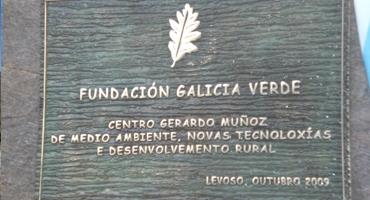 FUNDACIÓN GALICIA VERDE
CENTRO GERARDO MUÑOZ
DE MEDIO AMBIENTE, NOVAS TECNOLOXÍAS
E DESENVOLVEMENTO RURAL
LEVOSO, OUTUBRO 2009